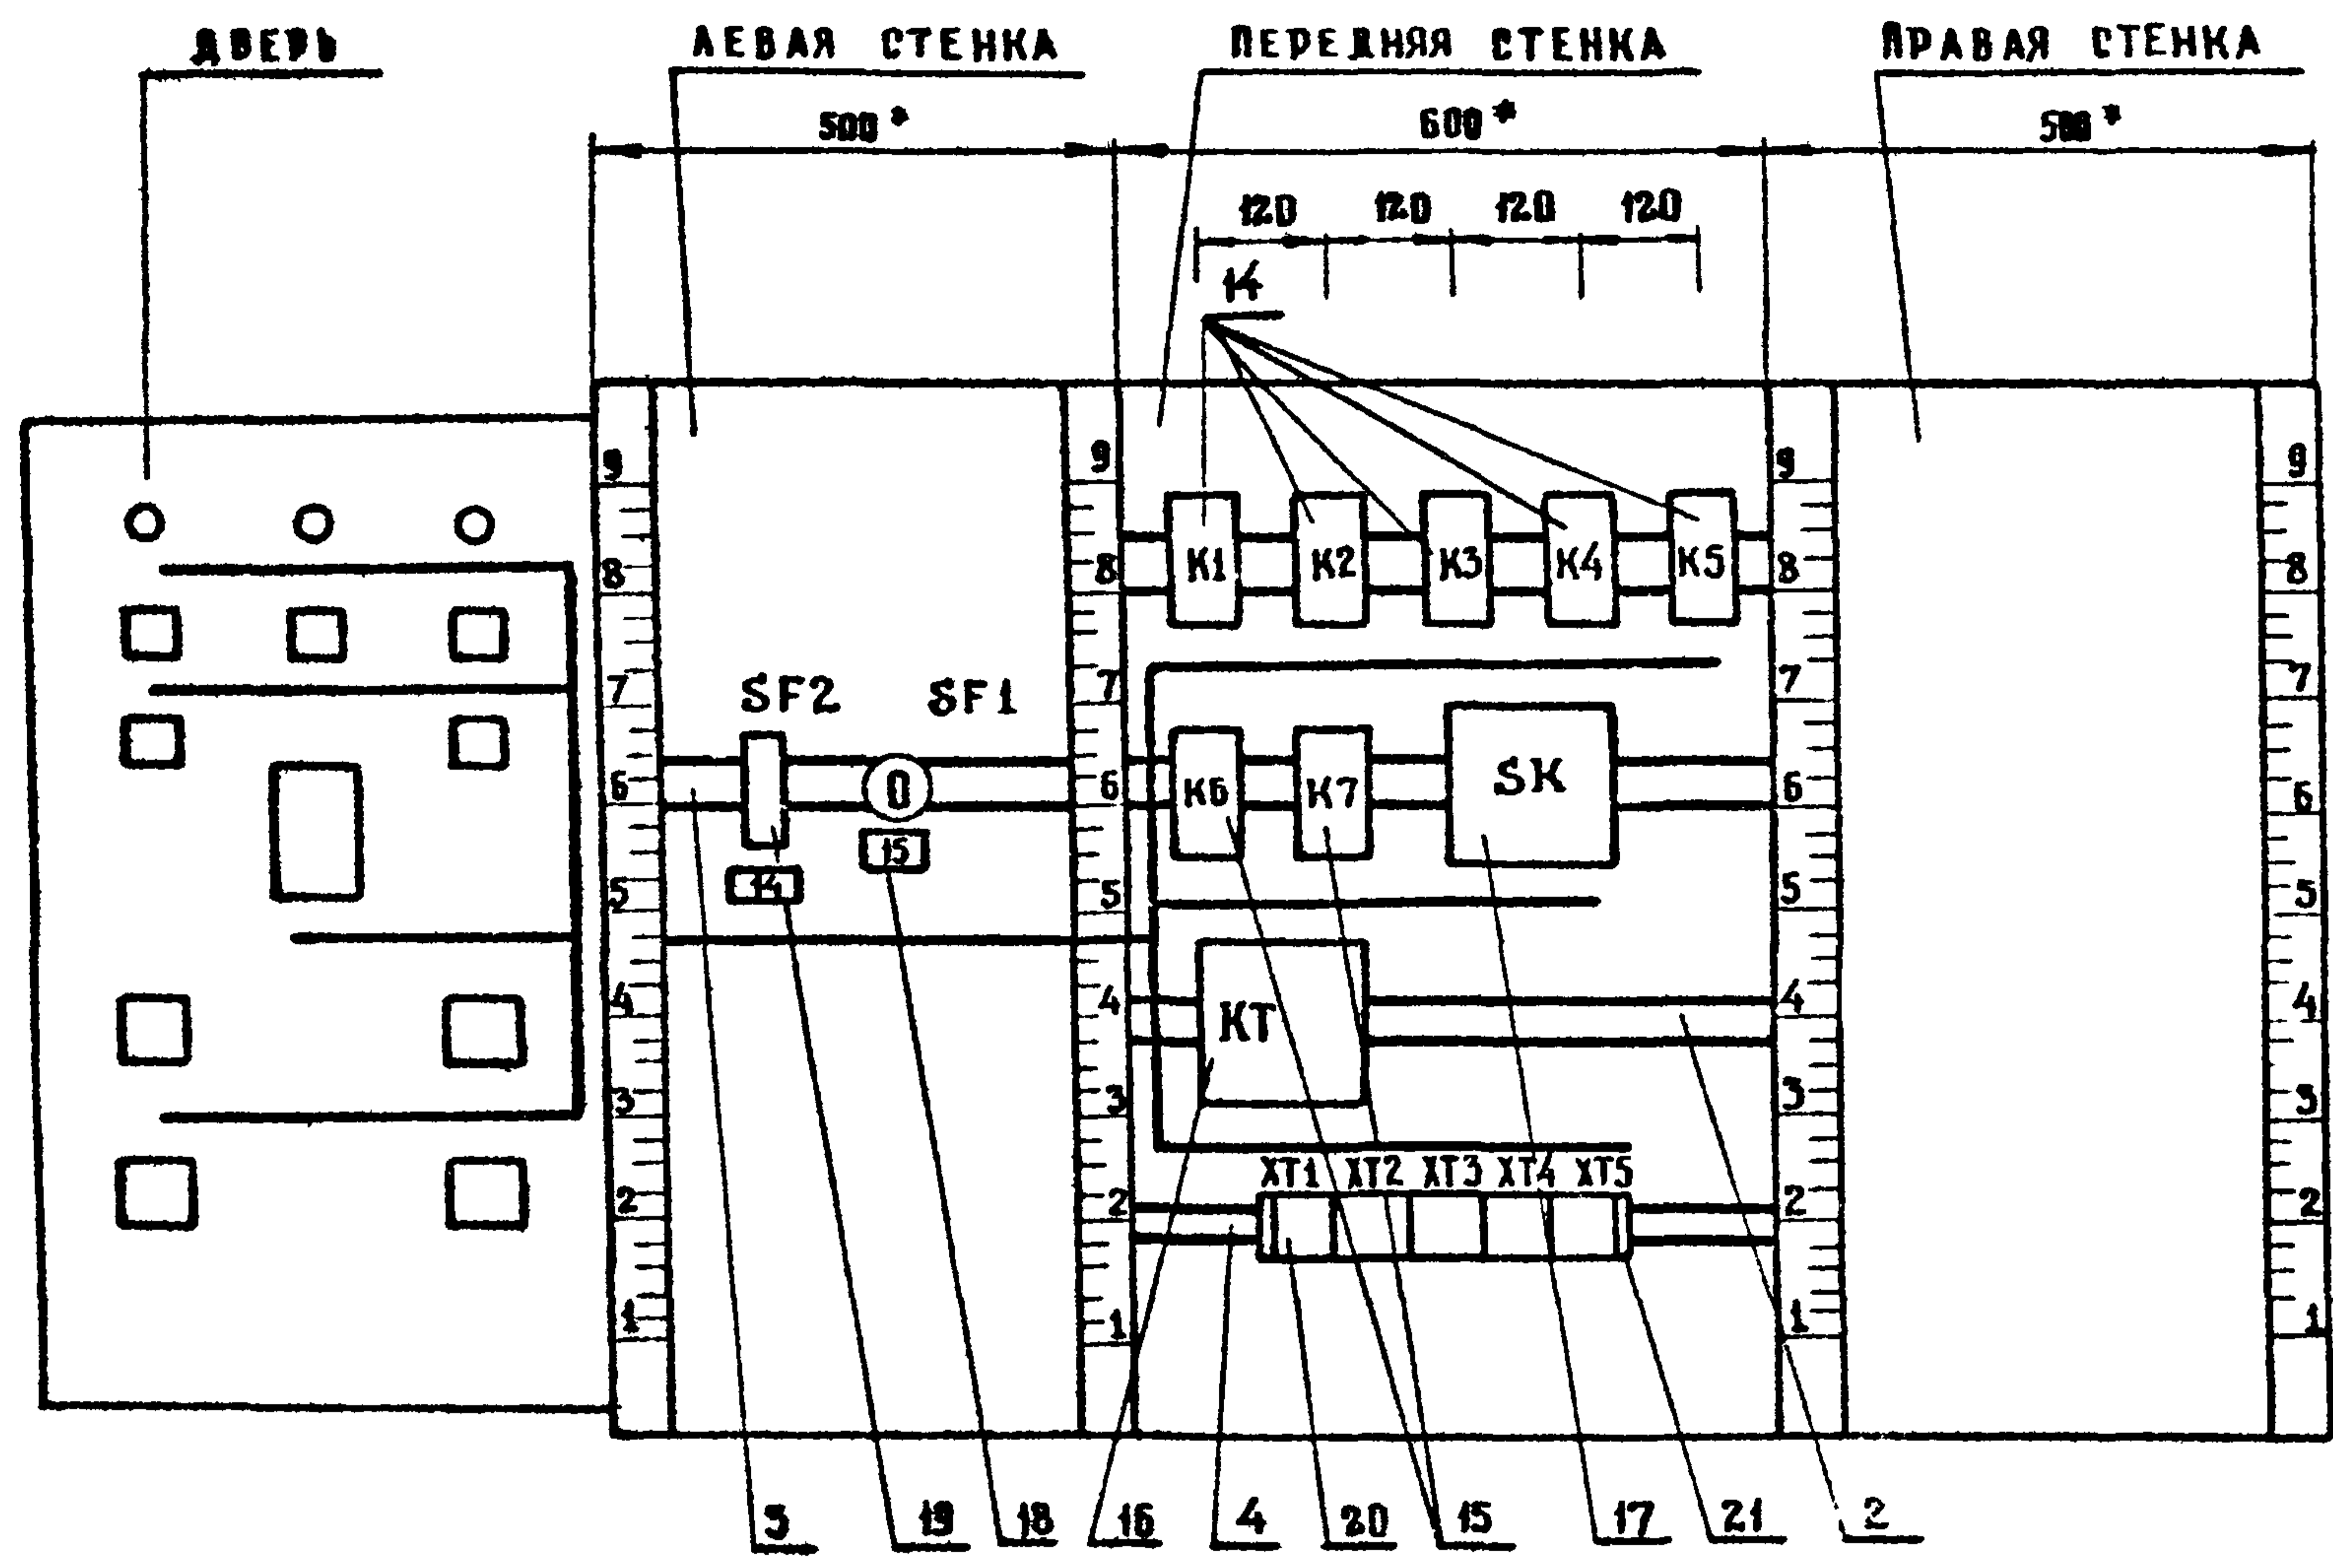 ДВЕРЬ ЛЕВАЯ СТЕНКА ПЕРЕДНЯЯ СТЕНКА ПРАВАЯ СТЕНКА
500* 600* 500*
120 120 120 120
14
9 9 9 9
K1 K2 K3 K4 K5
8 8 8 8
7 7 7 7
SF2 SF1
6 6 6 6
0 K6 K7 SK
15
14
5 5 5 5
4 4 4 4
KT
3 3 3 3
XT1 XT2 XT3 XT4 XT5
2 2 2 2
1 1 1 1
3 19 18 16 4 20 15 17 21 2